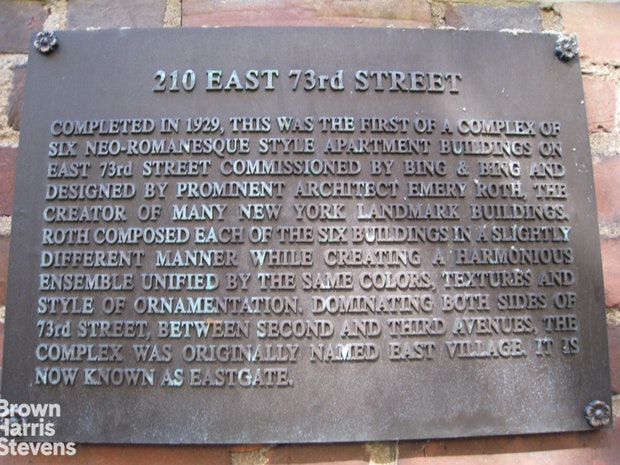 210 EAST 73rd STREET
COMPLETED IN 1929, THIS WAS THE FIRST OF A COMPLEX OF
SIX NEO-ROMANESQUE STYLE APARTMENT BUILDINGS ON
EAST 73rd STREET COMMISSIONED BY BING & BING AND
DESIGNED BY PROMINENT ARCHITECT EMERY ROTH, THE
CREATOR OF MANY NEW YORK LANDMARK BUILDINGS.
ROTH COMPOSED EACH OF THE SIX BUILDINGS IN A SLIGHTLY
DIFFERENT MANNER WHILE CREATING A HARMONIOUS
ENSEMBLE UNIFIED BY THE SAME COLORS, TEXTURES AND
STYLE OF ORNAMENTATION. DOMINATING BOTH SIDES OF
73rd STREET, BETWEEN SECOND AND THIRD AVENUES, THE
COMPLEX WAS ORIGINALLY NAMED EAST VILLAGE. IT IS
NOW KNOWN AS EASTGATE.
Brown
Harris
Stevens